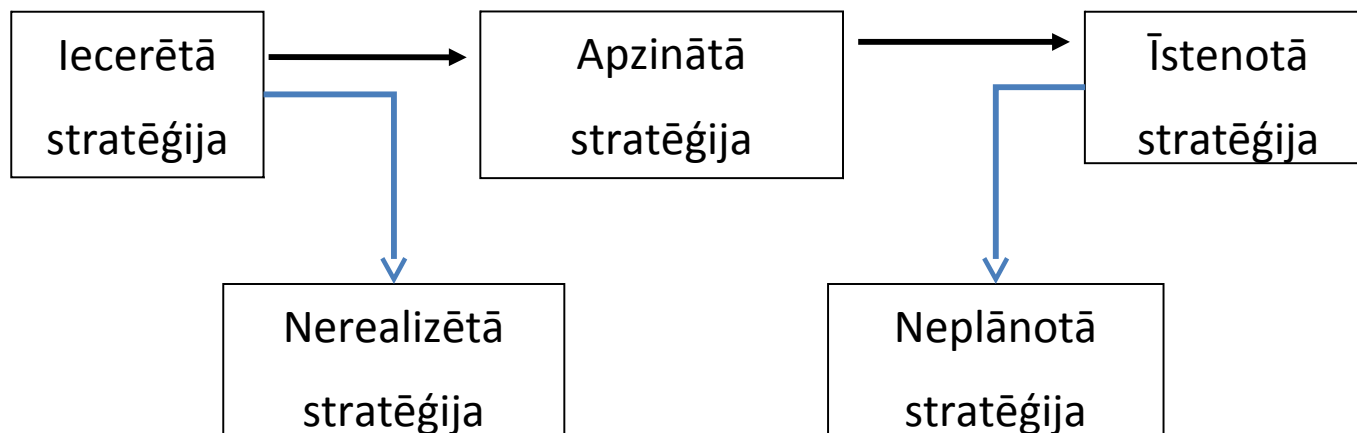 Iecerētā
stratēģija
Apzinātā
stratēģija
Īstenotā
stratēģija
Nerealizētā
stratēģija
Neplānotā
stratēģija